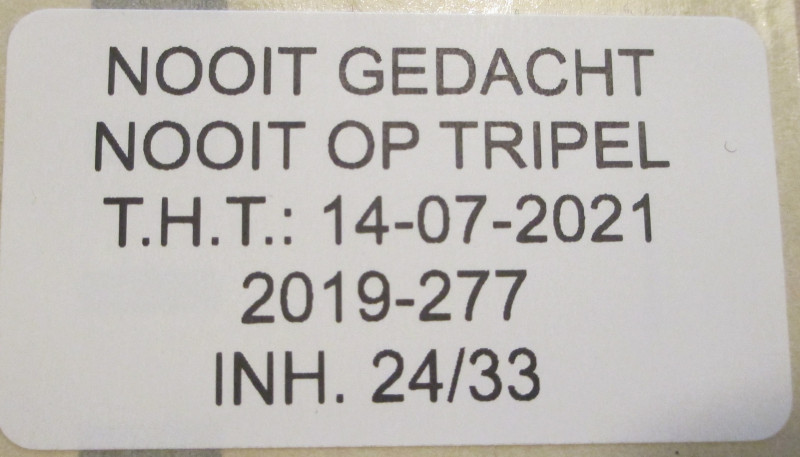 NOOIT GEDACHT
NOOIT OP TRIPEL
T.H.T.: 14-07-2021
2019-277
INH. 24/33